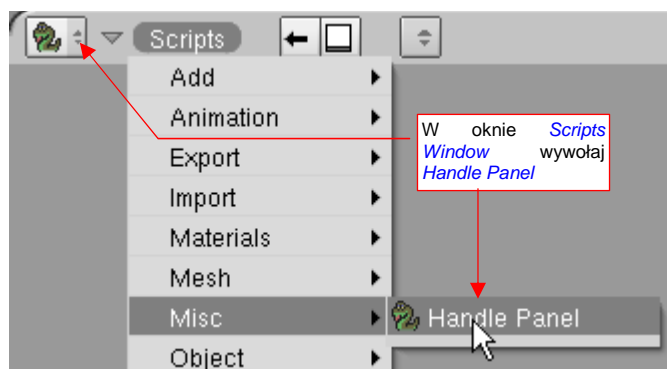 Scripts
Add
Animation
Export
Import
Materials
Mesh
Misc
Object
Handle Panel
W oknie Scripts
Window wywołaj
Handle Panel